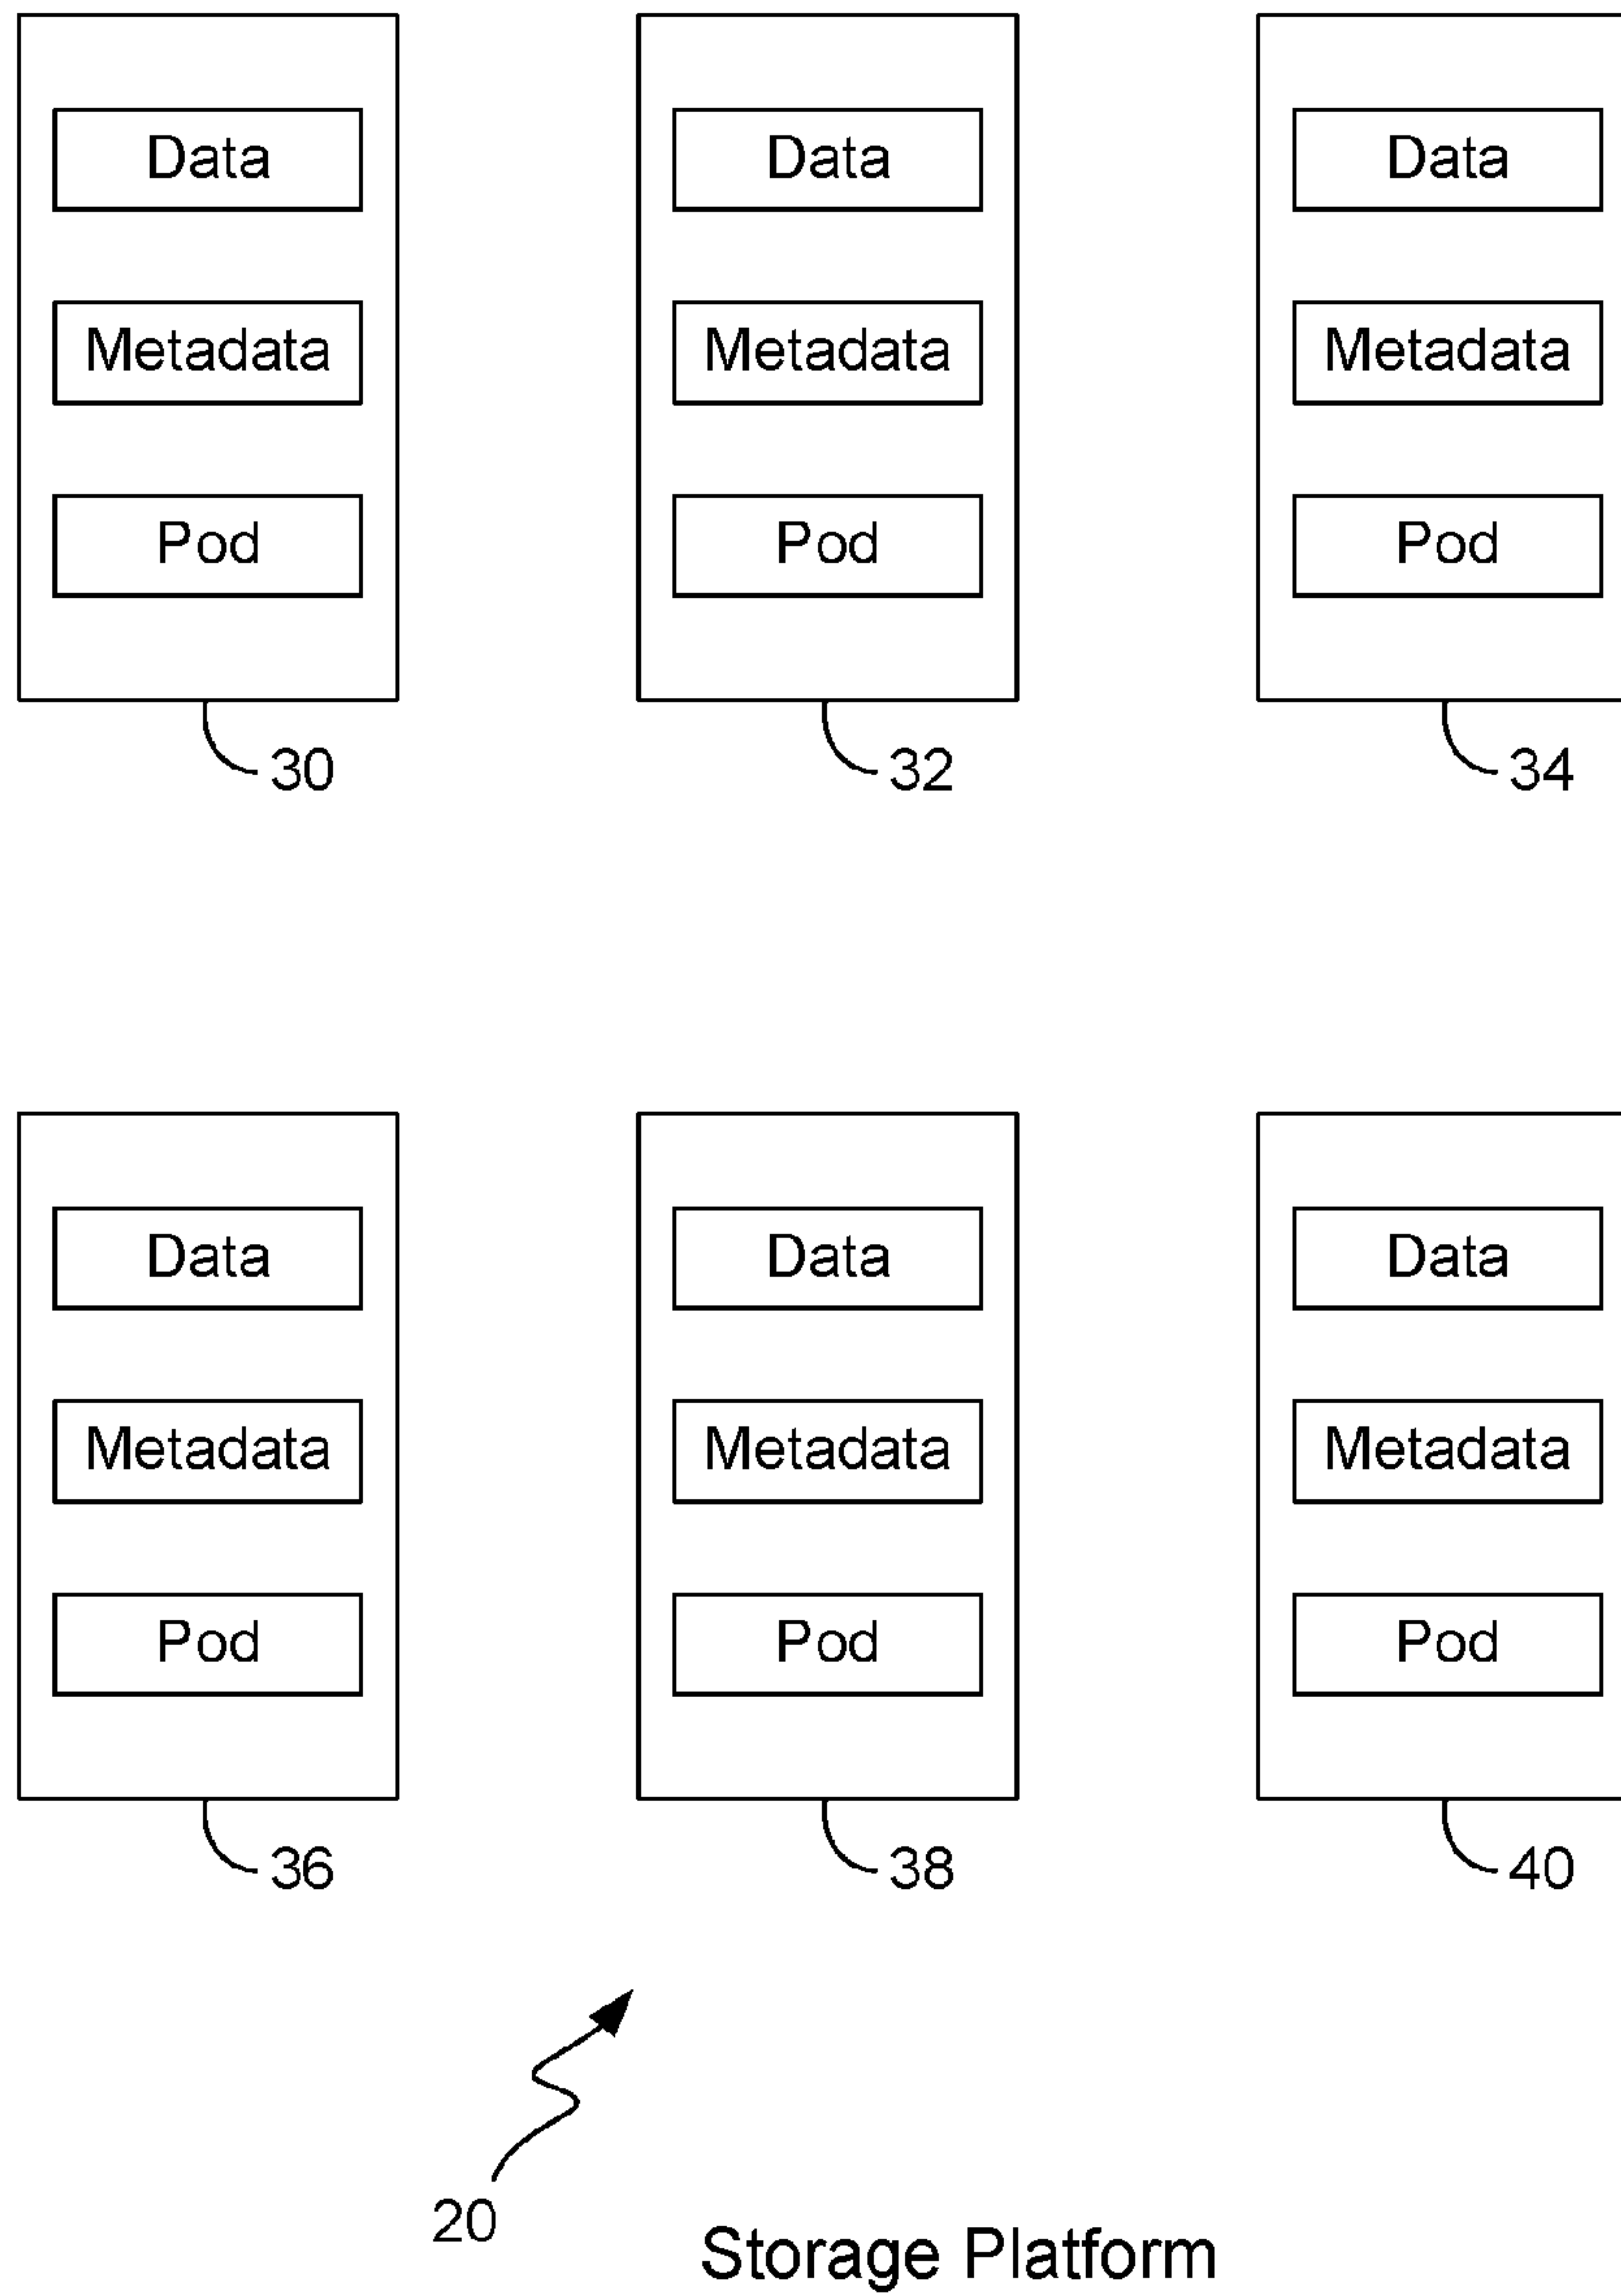 Data Data Data
Metadata Metadata Metadata
Pod Pod Pod
30 32 34
Data Data Data
Metadata Metadata Metadata
Pod Pod Pod
36 38 40
20
Storage Platform